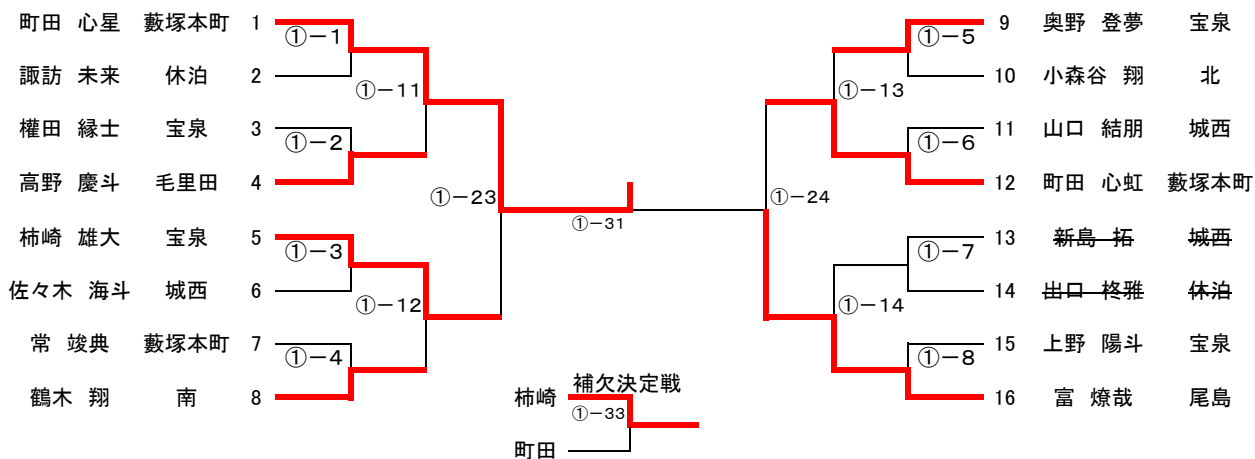 町田 心星 藪塚本町 1
①－1
諏訪 未来 休泊 2
①－11
權田 縁士 宝泉 3
①－2
高野 慶斗 毛里田 4
①－23
柿崎 雄大 宝泉 5
①－3
佐々木 海斗 城西 6
①－12
常 竣典 藪塚本町 7
①－4
鶴木 翔 南 8
①－31
9 奥野 登夢 宝泉
①－5
10 小森谷 翔 北
①－13
11 山口 結朋 城西
①－6
12 町田 心虹 藪塚本町
①－24
13 新島 拓 城西
①－7
14 出口 柊雅 休泊
①－14
15 上野 陽斗 宝泉
①－8
16 富 燎哉 尾島
補欠決定戦
柿崎
①－33
町田